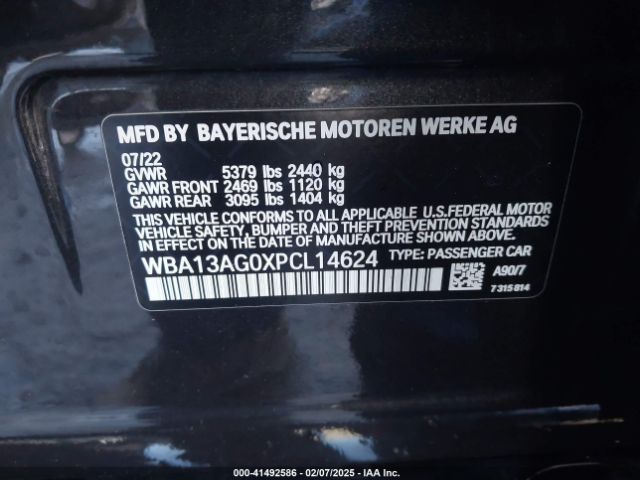 MFD BY BAYERISCHE MOTOREN WERKE AG
07/22
GVWR 5379 lbs 2440 kg
GAWR FRONT 2469 lbs 1120 kg
GAWR REAR 3095 lbs 1404 kg
THIS VEHICLE CONFORMS TO ALL APPLICABLE U.S.FEDERAL MOTOR
VEHICLE SAFETY, BUMPER AND THEFT PREVENTION STANDARDS
IN EFFECT ON THE DATE OF MANUFACTURE SHOWN ABOVE.
WBA13AG0XPCL14624 TYPE: PASSENGER CAR
A90/7
7 315 814
000-41492586 - 02/07/2025 - IAA Inc.